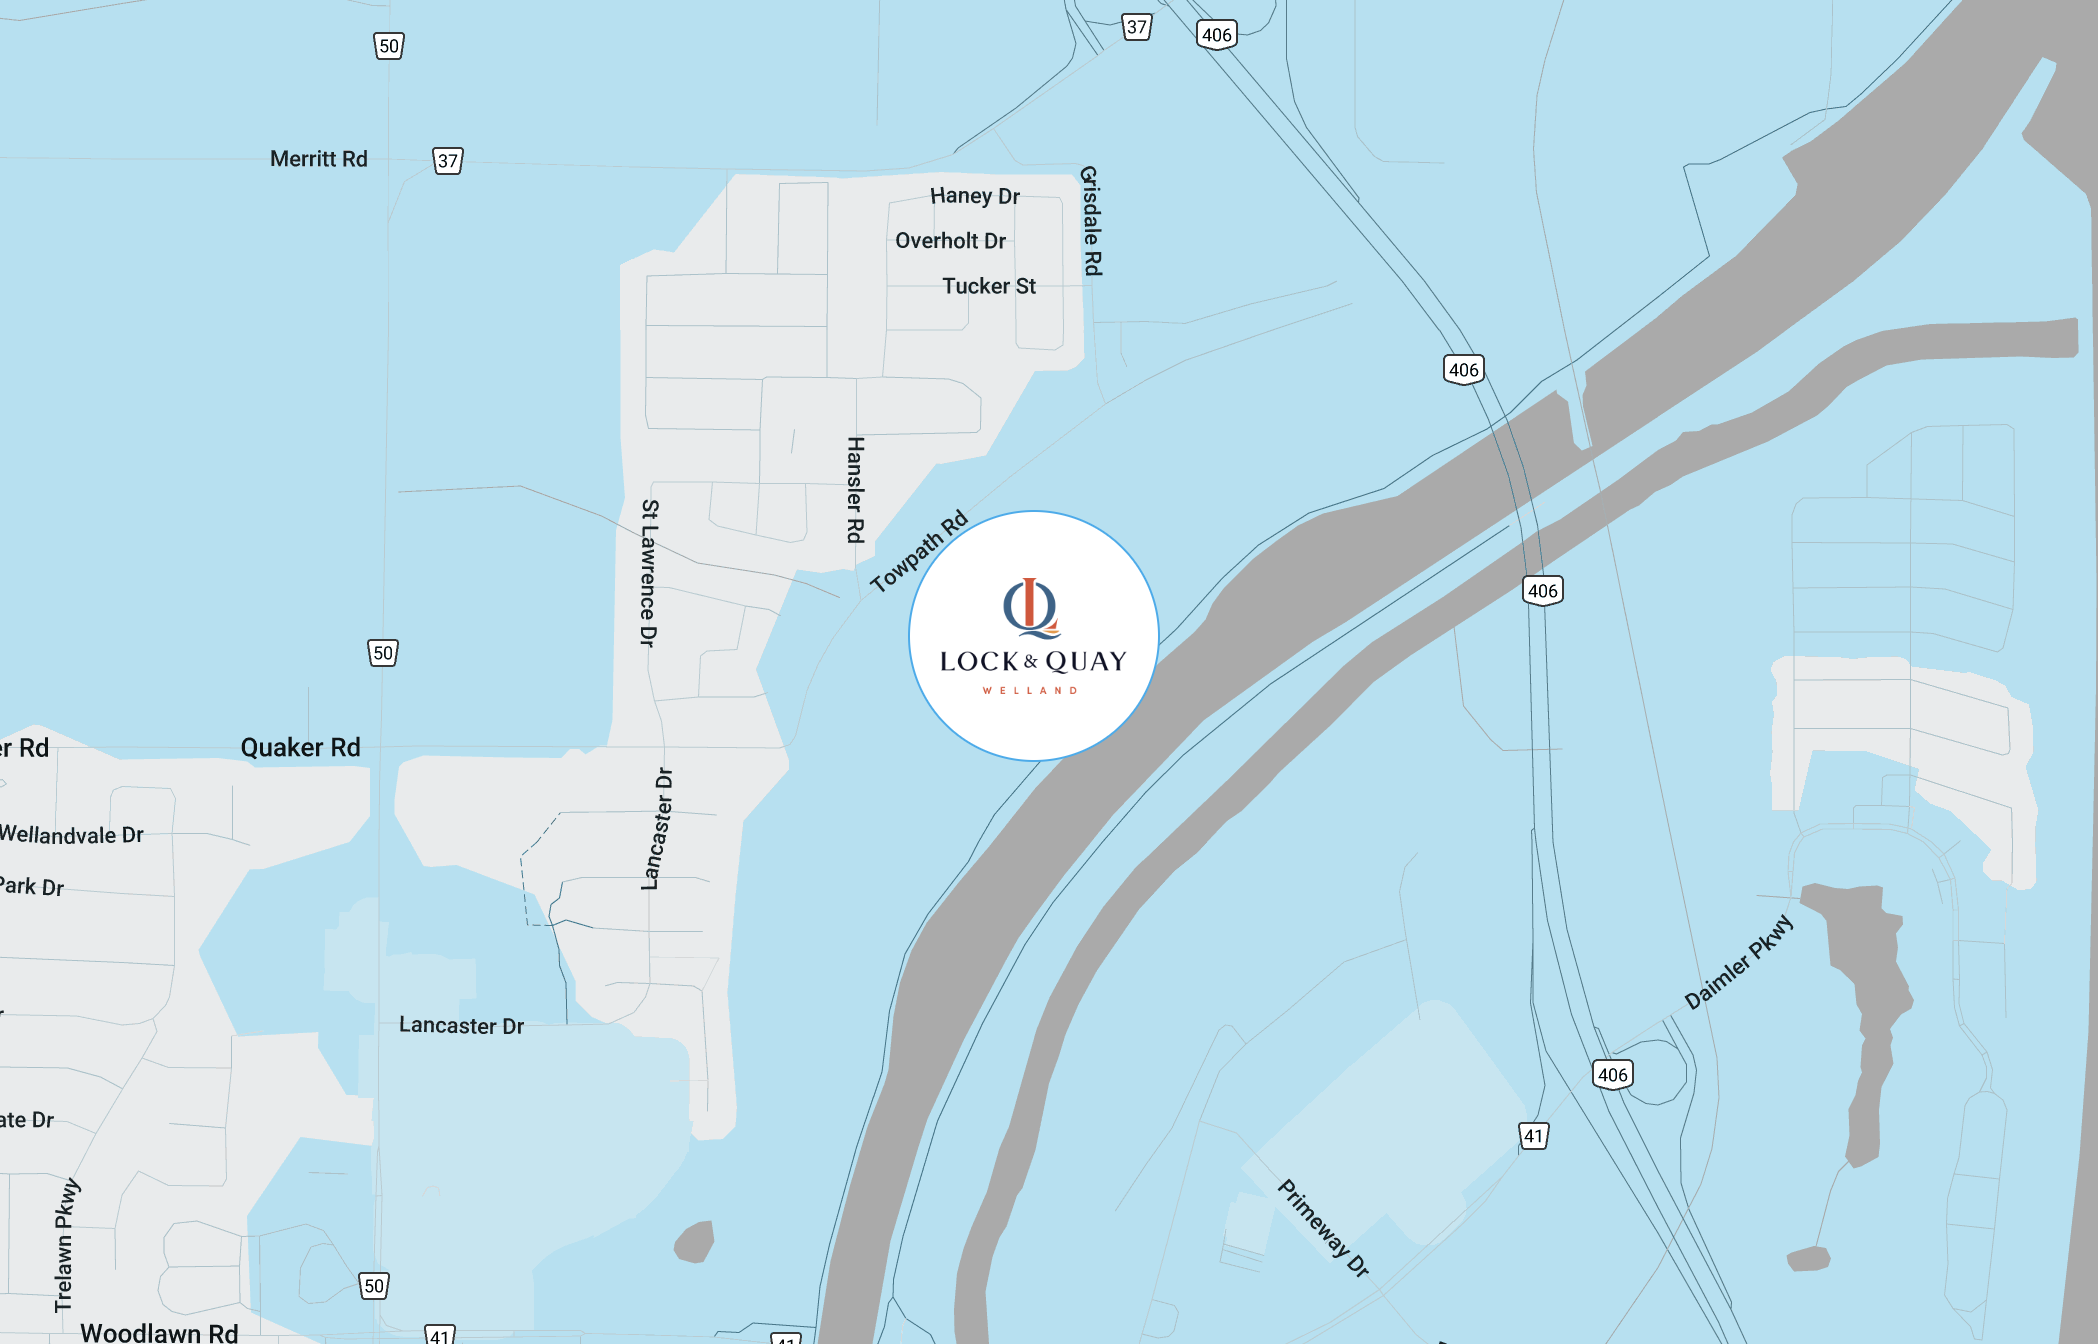 37
406
50
Merritt Rd
37
Grisdale Rd
Haney Dr
Overholt Dr
Tucker St
406
Hansler Rd
St Lawrence Dr
Towpath Rd
406
LOCK & QUAY
WELLAND
50
er Rd
Quaker Rd
Lancaster Dr
Wellandvale Dr
Park Dr
Daimler Pkwy
Lancaster Dr
406
ate Dr
41
Primeway Dr
Trelawn Pkwy
50
Woodlawn Rd
41
41